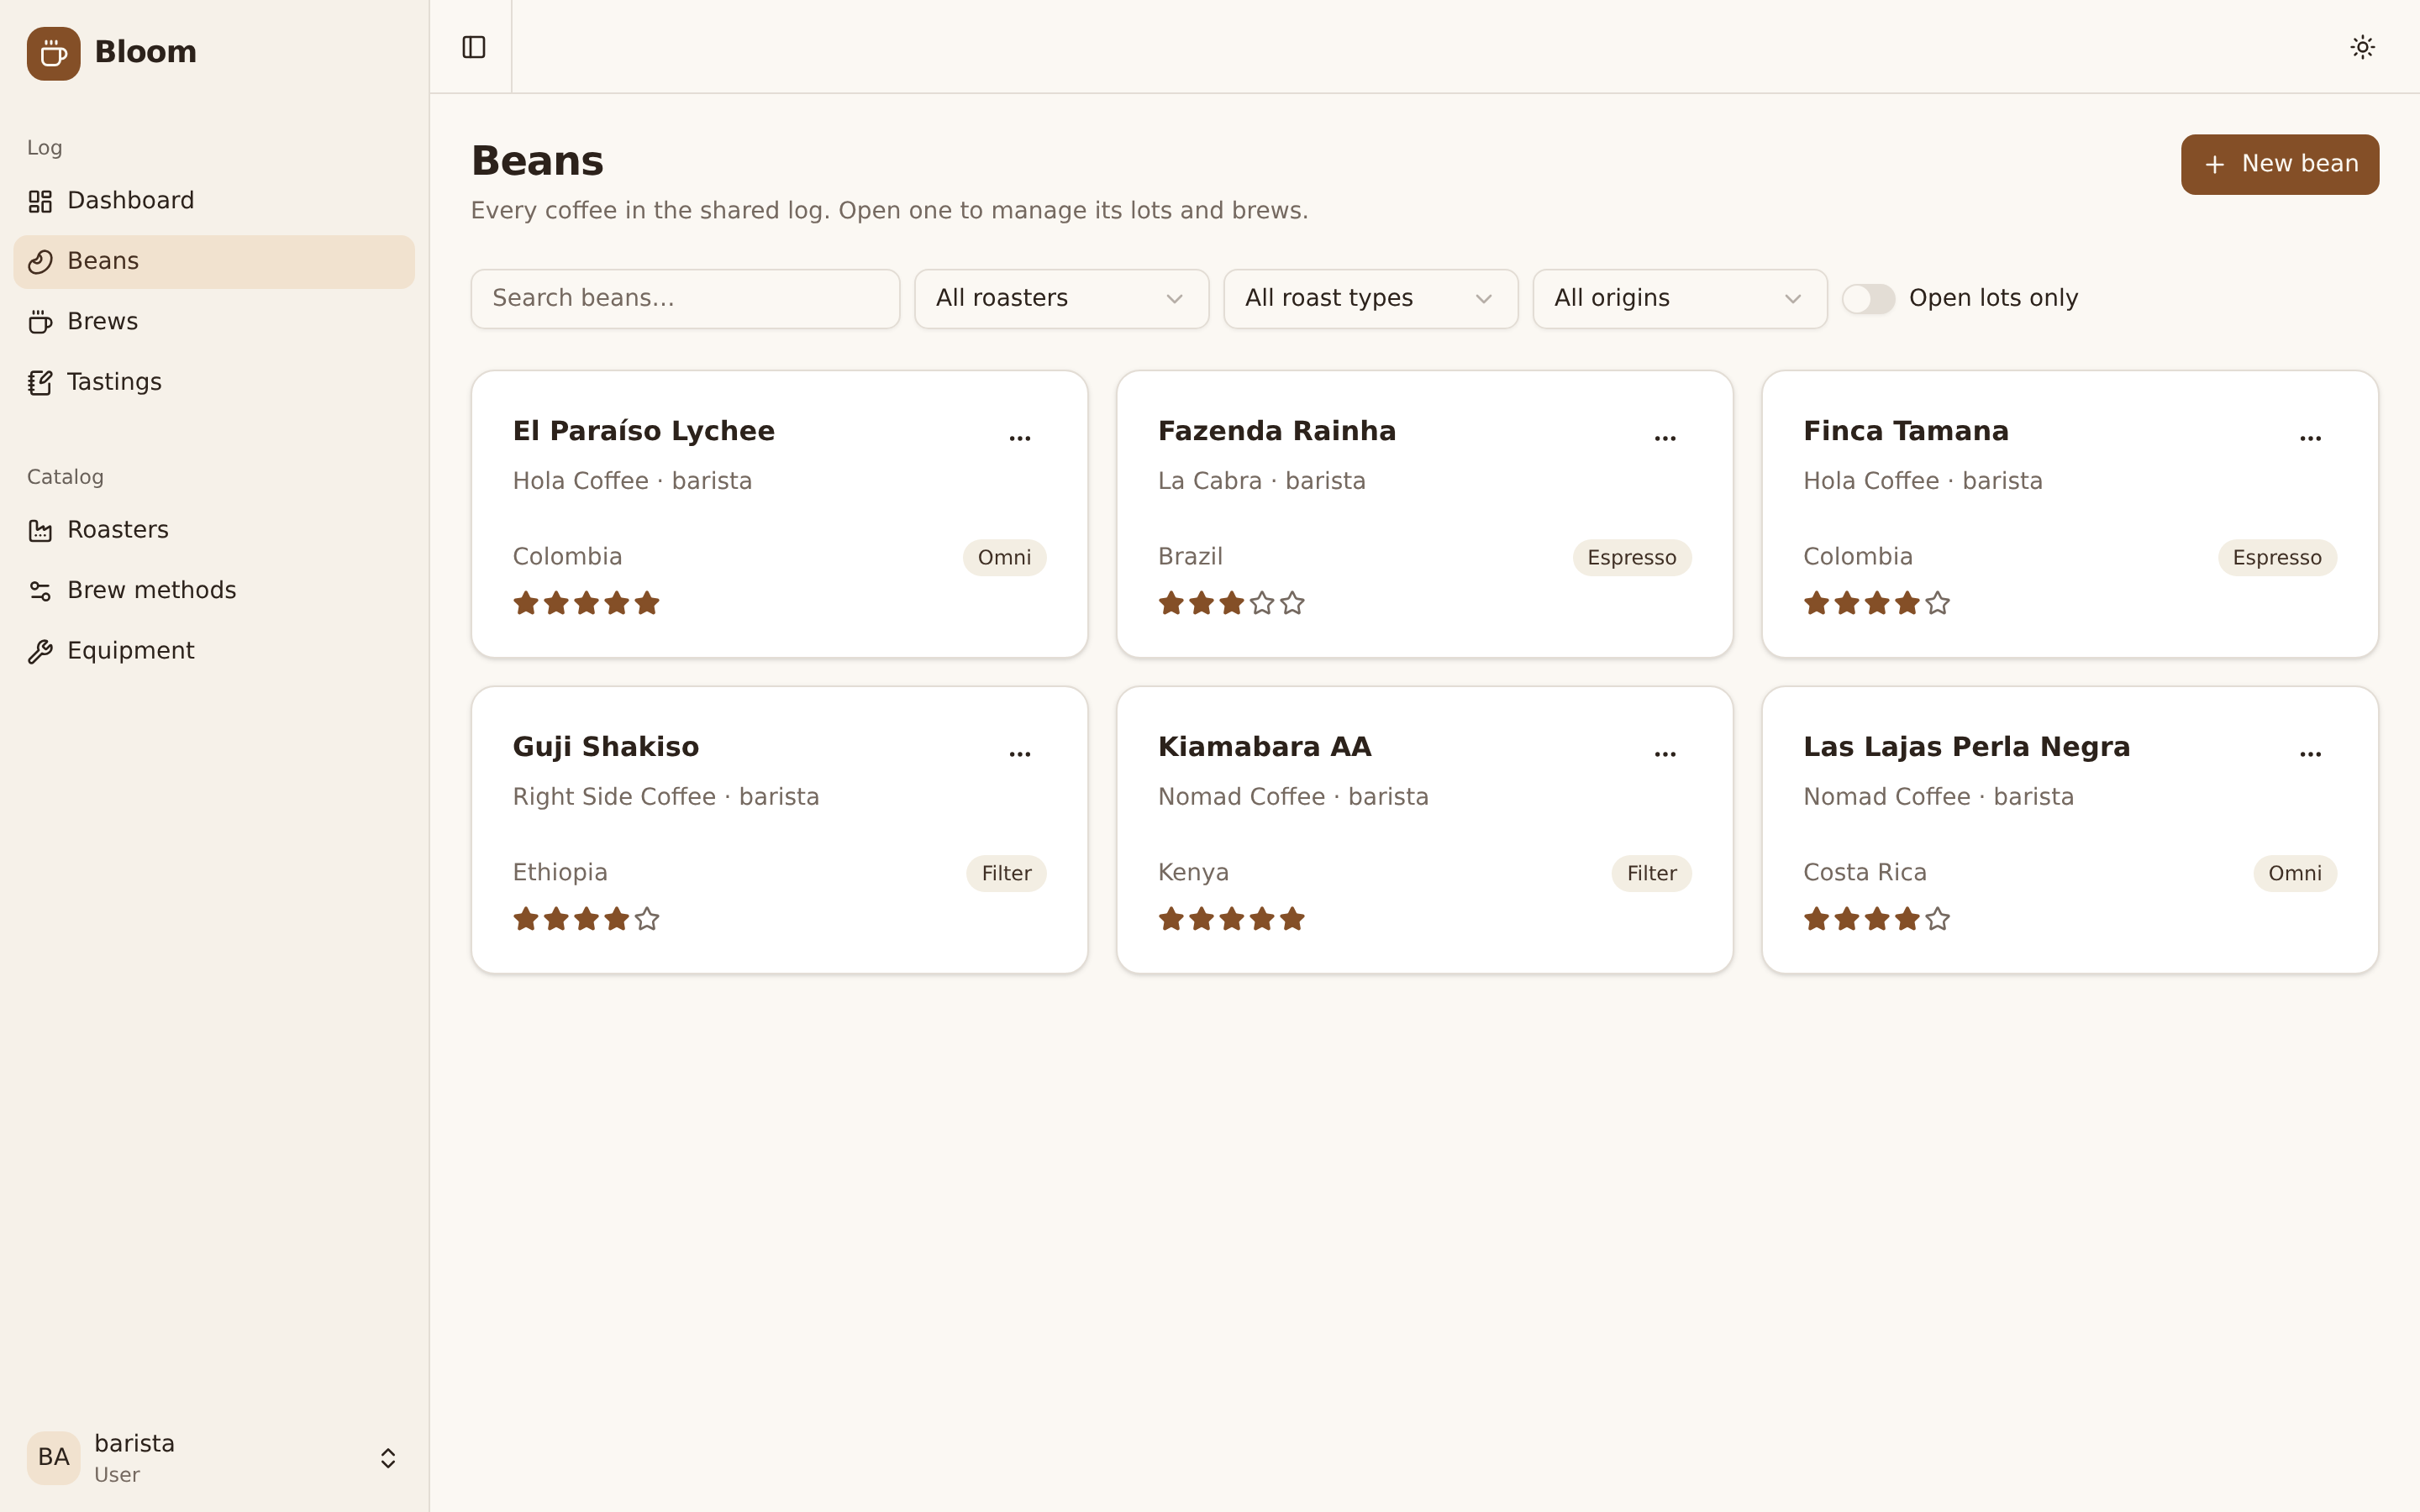 Bloom
Log
Dashboard
Beans
Brews
Tastings
Catalog
Roasters
Brew methods
Equipment
BA
barista
User
Beans
Every coffee in the shared log. Open one to manage its lots and brews.
New bean
Search beans...
All roasters
All roast types
All origins
Open lots only
El Paraíso Lychee
Hola Coffee · barista
Colombia
Omni
Fazenda Rainha
La Cabra · barista
Brazil
Espresso
Finca Tamana
Hola Coffee · barista
Colombia
Espresso
Guji Shakiso
Right Side Coffee · barista
Ethiopia
Filter
Kiamabara AA
Nomad Coffee · barista
Kenya
Filter
Las Lajas Perla Negra
Nomad Coffee · barista
Costa Rica
Omni